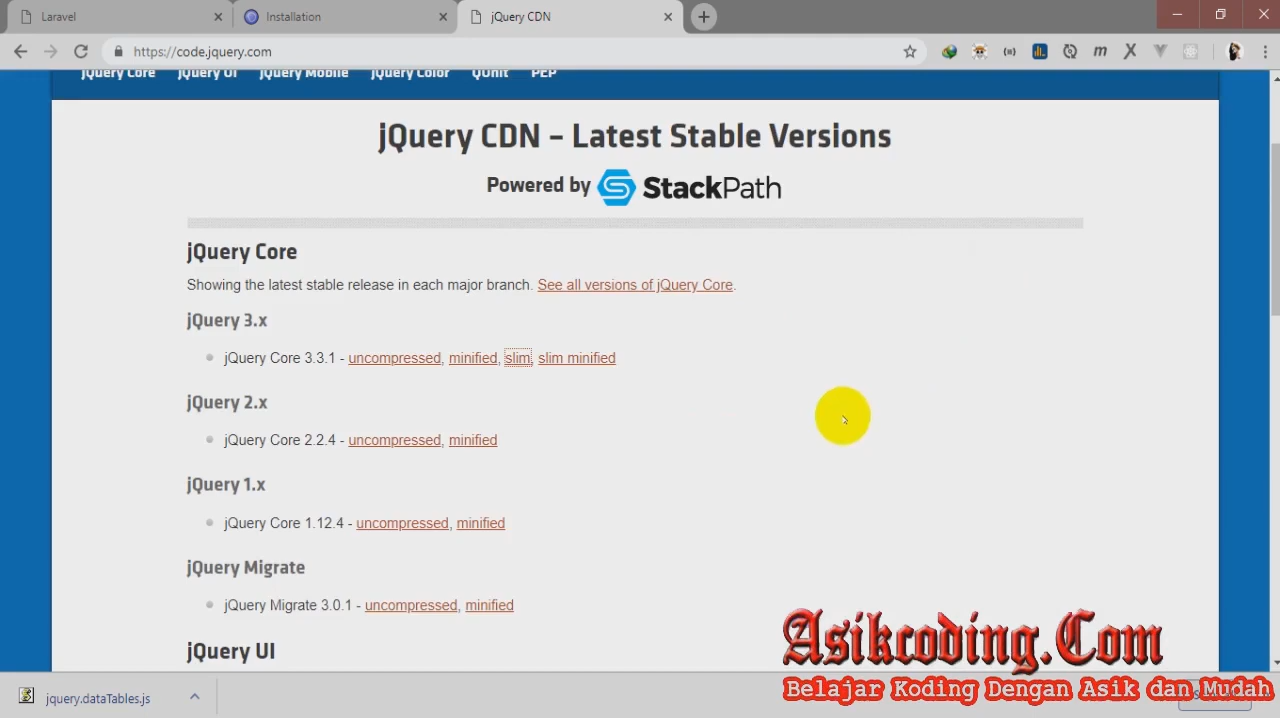 Laravel
Installation
jQuery CDN
https://code.jquery.com
jQuery Core jQuery UI jQuery Mobile jQuery Color QUnit PEP
jQuery CDN – Latest Stable Versions
Powered by StackPath
jQuery Core
Showing the latest stable release in each major branch. See all versions of jQuery Core.
jQuery 3.x
jQuery Core 3.3.1 - uncompressed, minified, slim, slim minified
jQuery 2.x
jQuery Core 2.2.4 - uncompressed, minified
jQuery 1.x
jQuery Core 1.12.4 - uncompressed, minified
jQuery Migrate
jQuery Migrate 3.0.1 - uncompressed, minified
jQuery UI
Asikcoding.Com
Belajar Koding Dengan Asik dan Mudah
jquery.dataTables.js